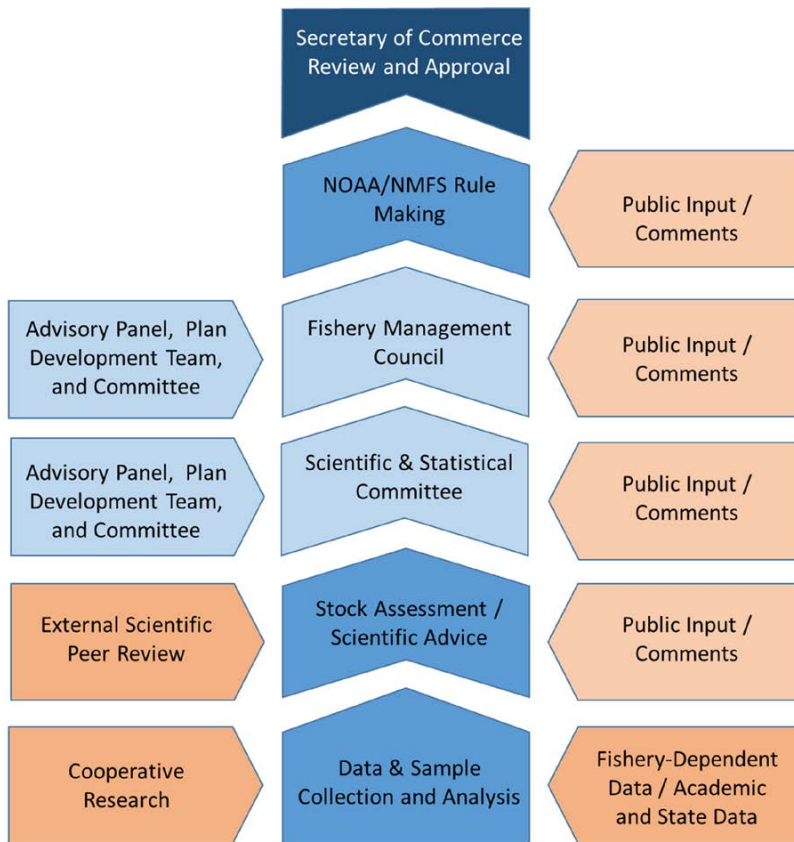 Secretary of Commerce
Review and Approval
NOAA/NMFS Rule
Making
Public Input /
Comments
Advisory Panel, Plan
Development Team,
and Committee
Fishery Management
Council
Public Input /
Comments
Advisory Panel, Plan
Development Team,
and Committee
Scientific & Statistical
Committee
Public Input /
Comments
External Scientific
Peer Review
Stock Assessment /
Scientific Advice
Public Input /
Comments
Cooperative
Research
Data & Sample
Collection and Analysis
Fishery-Dependent
Data / Academic
and State Data